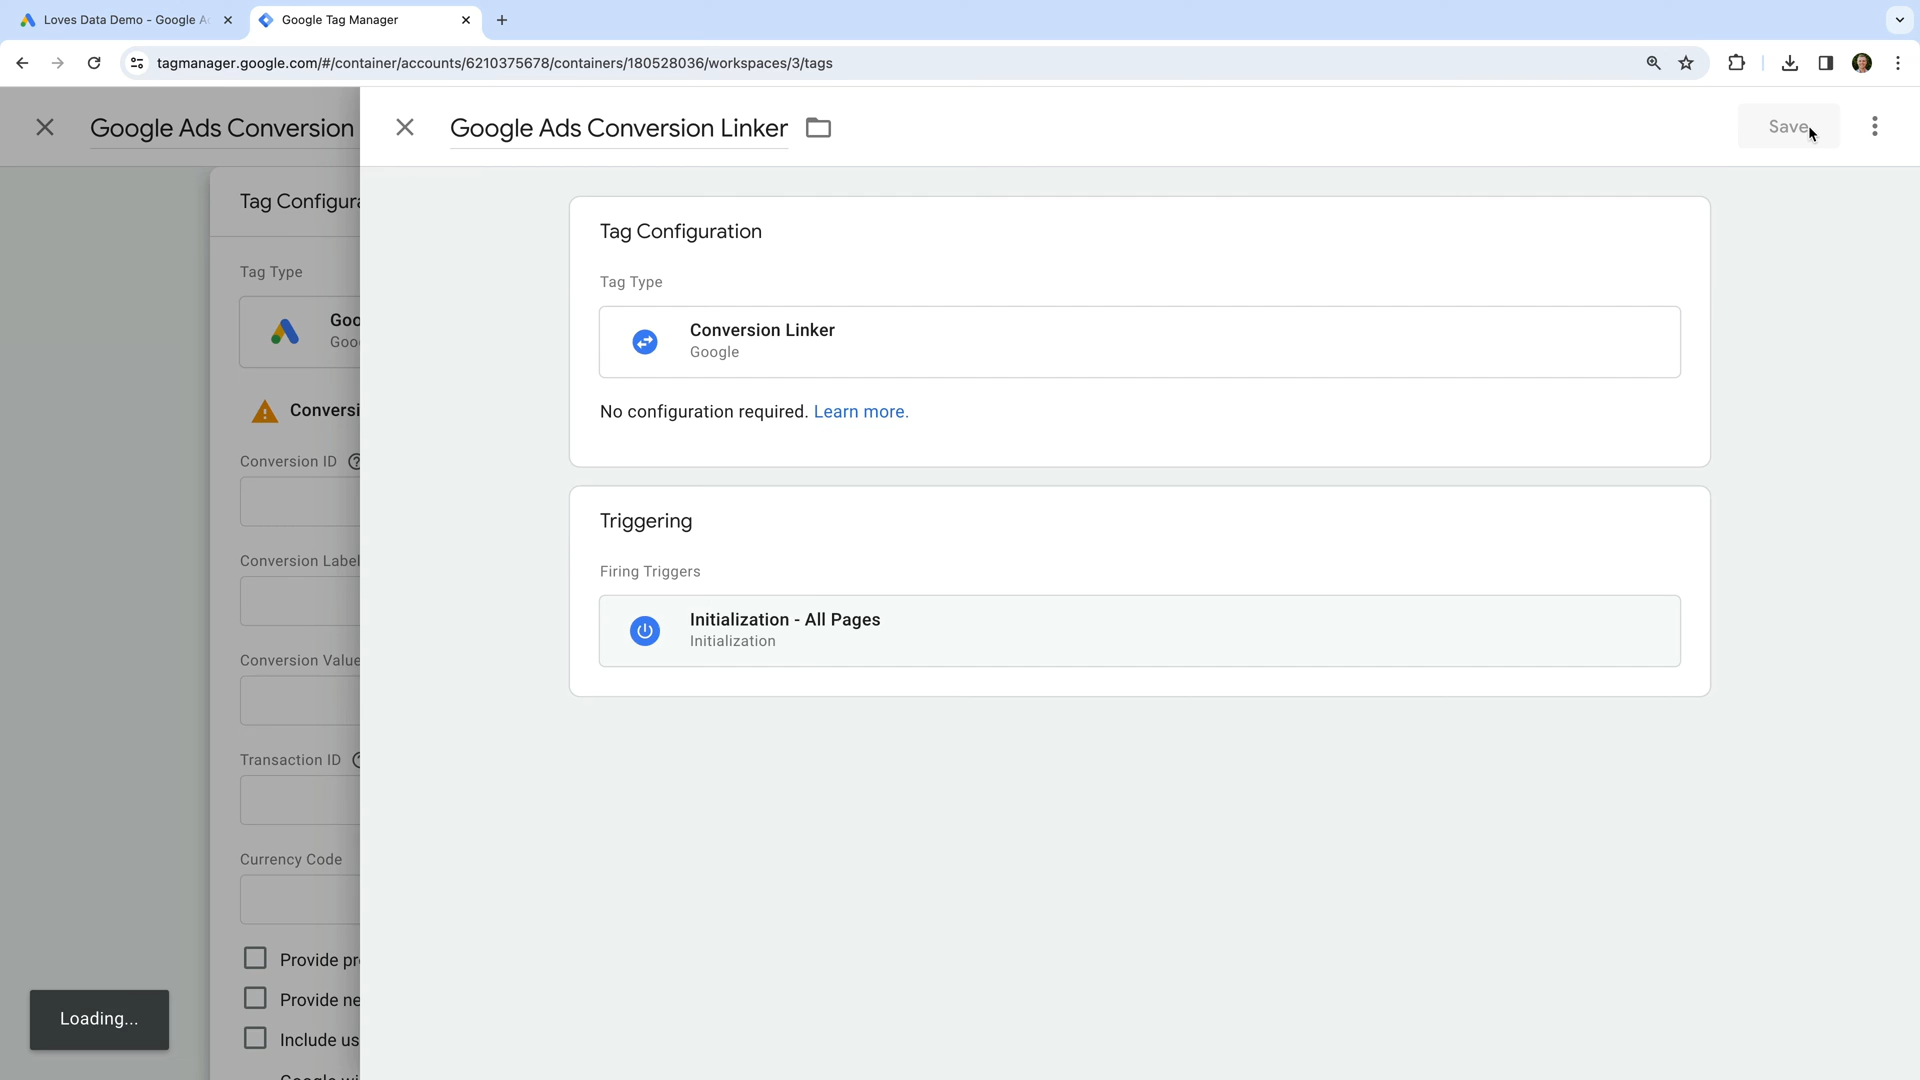 Loves Data Demo - Google A
Google Tag Manager
tagmanager.google.com/#/container/accounts/6210375678/containers/180528036/workspaces/3/tags
Google Ads Conversion
Google Ads Conversion Linker
Save
Tag Configura
Tag Type
Goo
Goo
Conversi
Conversion ID
Conversion Label
Conversion Value
Transaction ID
Currency Code
Provide pr
Provide ne
Include us
Google wi
Loading...
Tag Configuration
Tag Type
Conversion Linker
Google
No configuration required. Learn more.
Triggering
Firing Triggers
Initialization - All Pages
Initialization